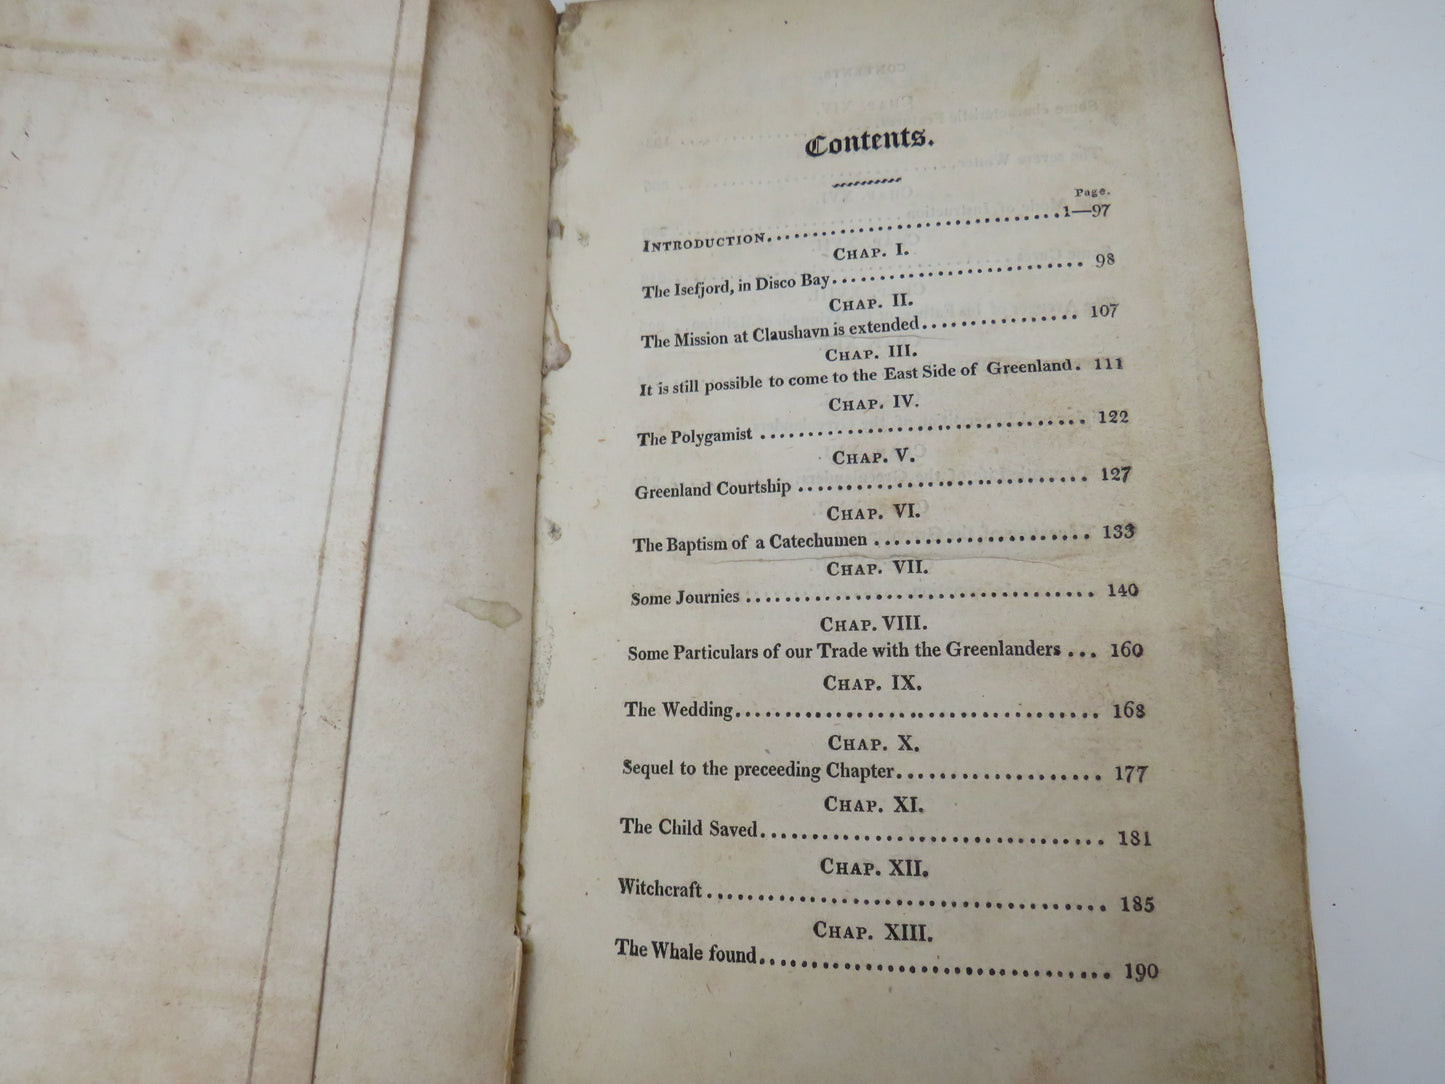 Contents.
Page.
INTRODUCTION..............................1—97
CHAP. I.
The Isefjord, in Disco Bay........................... 98
CHAP. II.
The Mission at Claushavn is extended................ 107
CHAP. III.
It is still possible to come to the East Side of Greenland. 111
CHAP. IV.
The Polygamist ............................ 122
CHAP. V.
Greenland Courtship ......................... 127
CHAP. VI.
The Baptism of a Catechumen ................... 133
CHAP. VII.
Some Journies .............................. 140
CHAP. VIII.
Some Particulars of our Trade with the Greenlanders ... 160
CHAP. IX.
The Wedding............................... 168
CHAP. X.
Sequel to the preceeding Chapter.................. 177
CHAP. XI.
The Child Saved............................. 181
CHAP. XII.
Witchcraft.................................. 185
CHAP. XIII.
The Whale found............................. 190